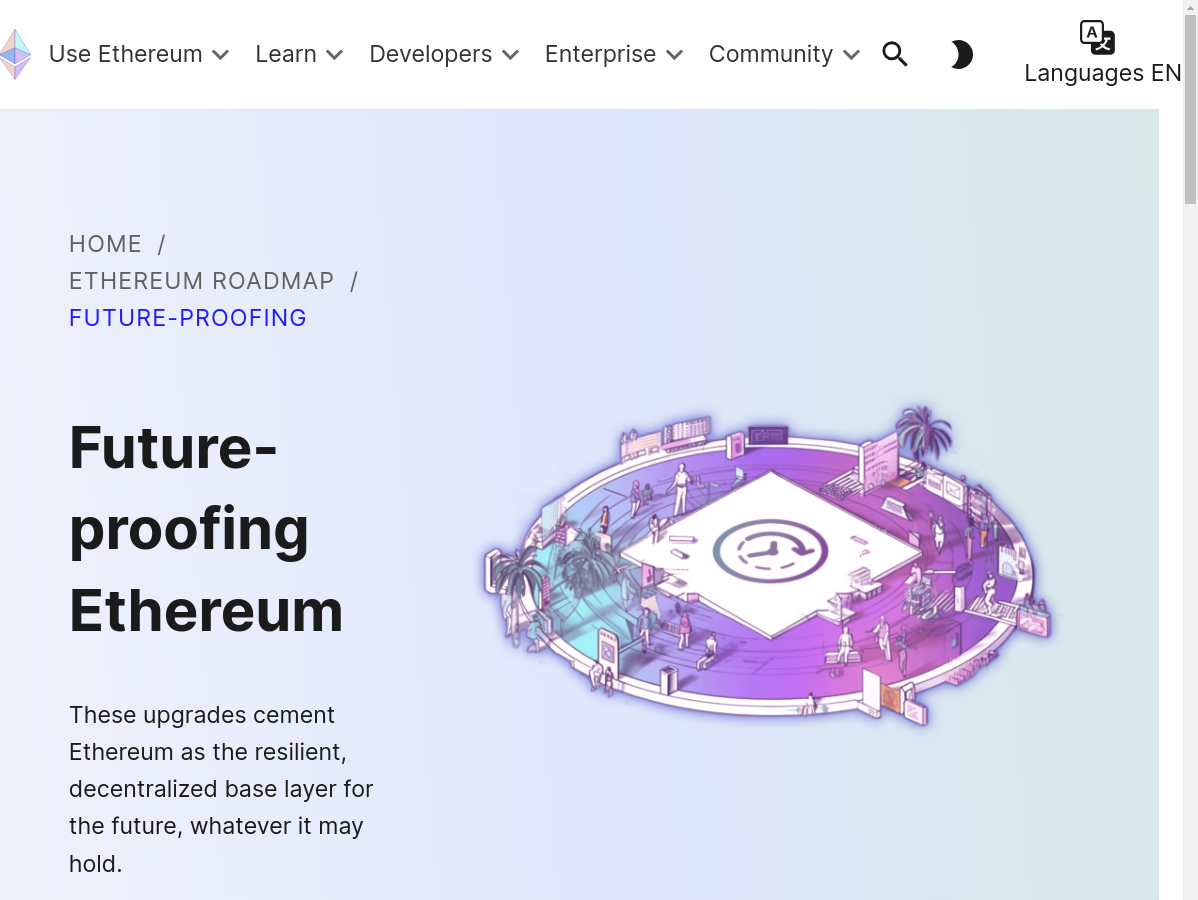 Use Ethereum Learn Developers Enterprise Community
Languages EN
HOME /
ETHEREUM ROADMAP /
FUTURE-PROOFING
Future-
proofing
Ethereum
These upgrades cement
Ethereum as the resilient,
decentralized base layer for
the future, whatever it may
hold.